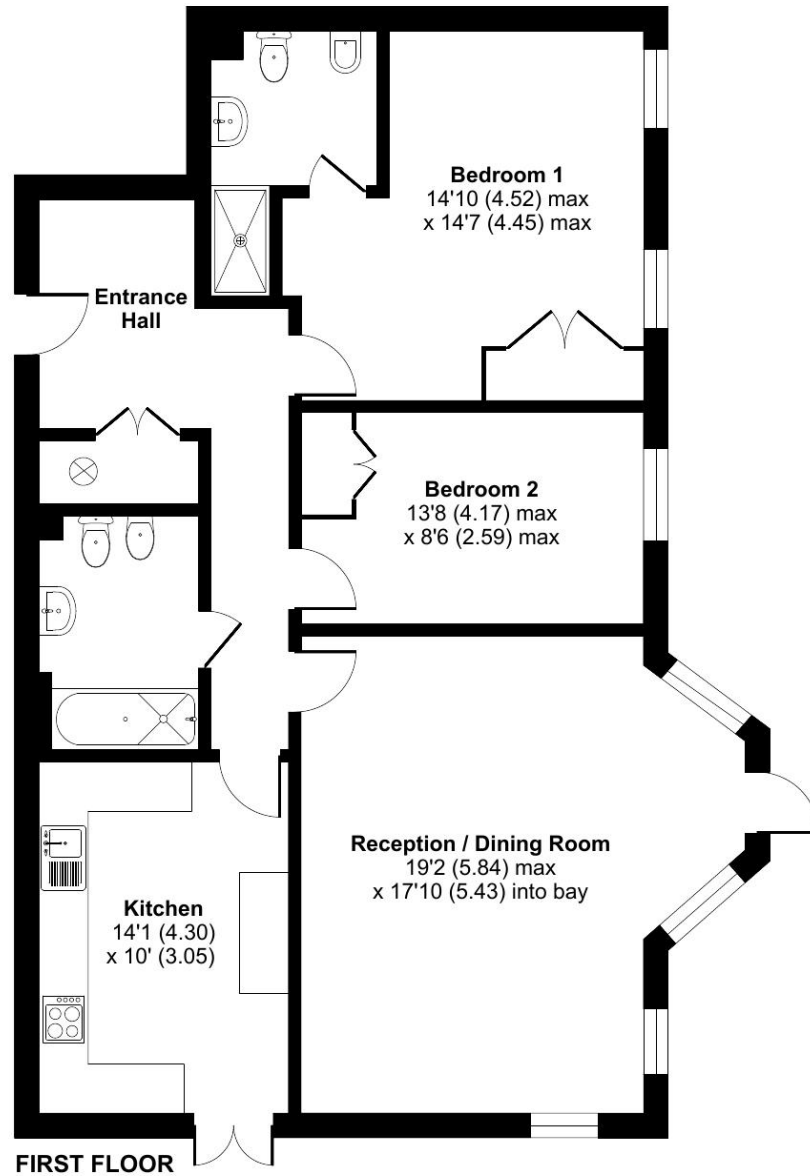 Bedroom 1
14'10 (4.52) max
x 14'7 (4.45) max
Entrance
Hall
Bedroom 2
13'8 (4.17) max
x 8'6 (2.59) max
Reception / Dining Room
19'2 (5.84) max
x 17'10 (5.43) into bay
Kitchen
14'1 (4.30)
x 10' (3.05)
FIRST FLOOR